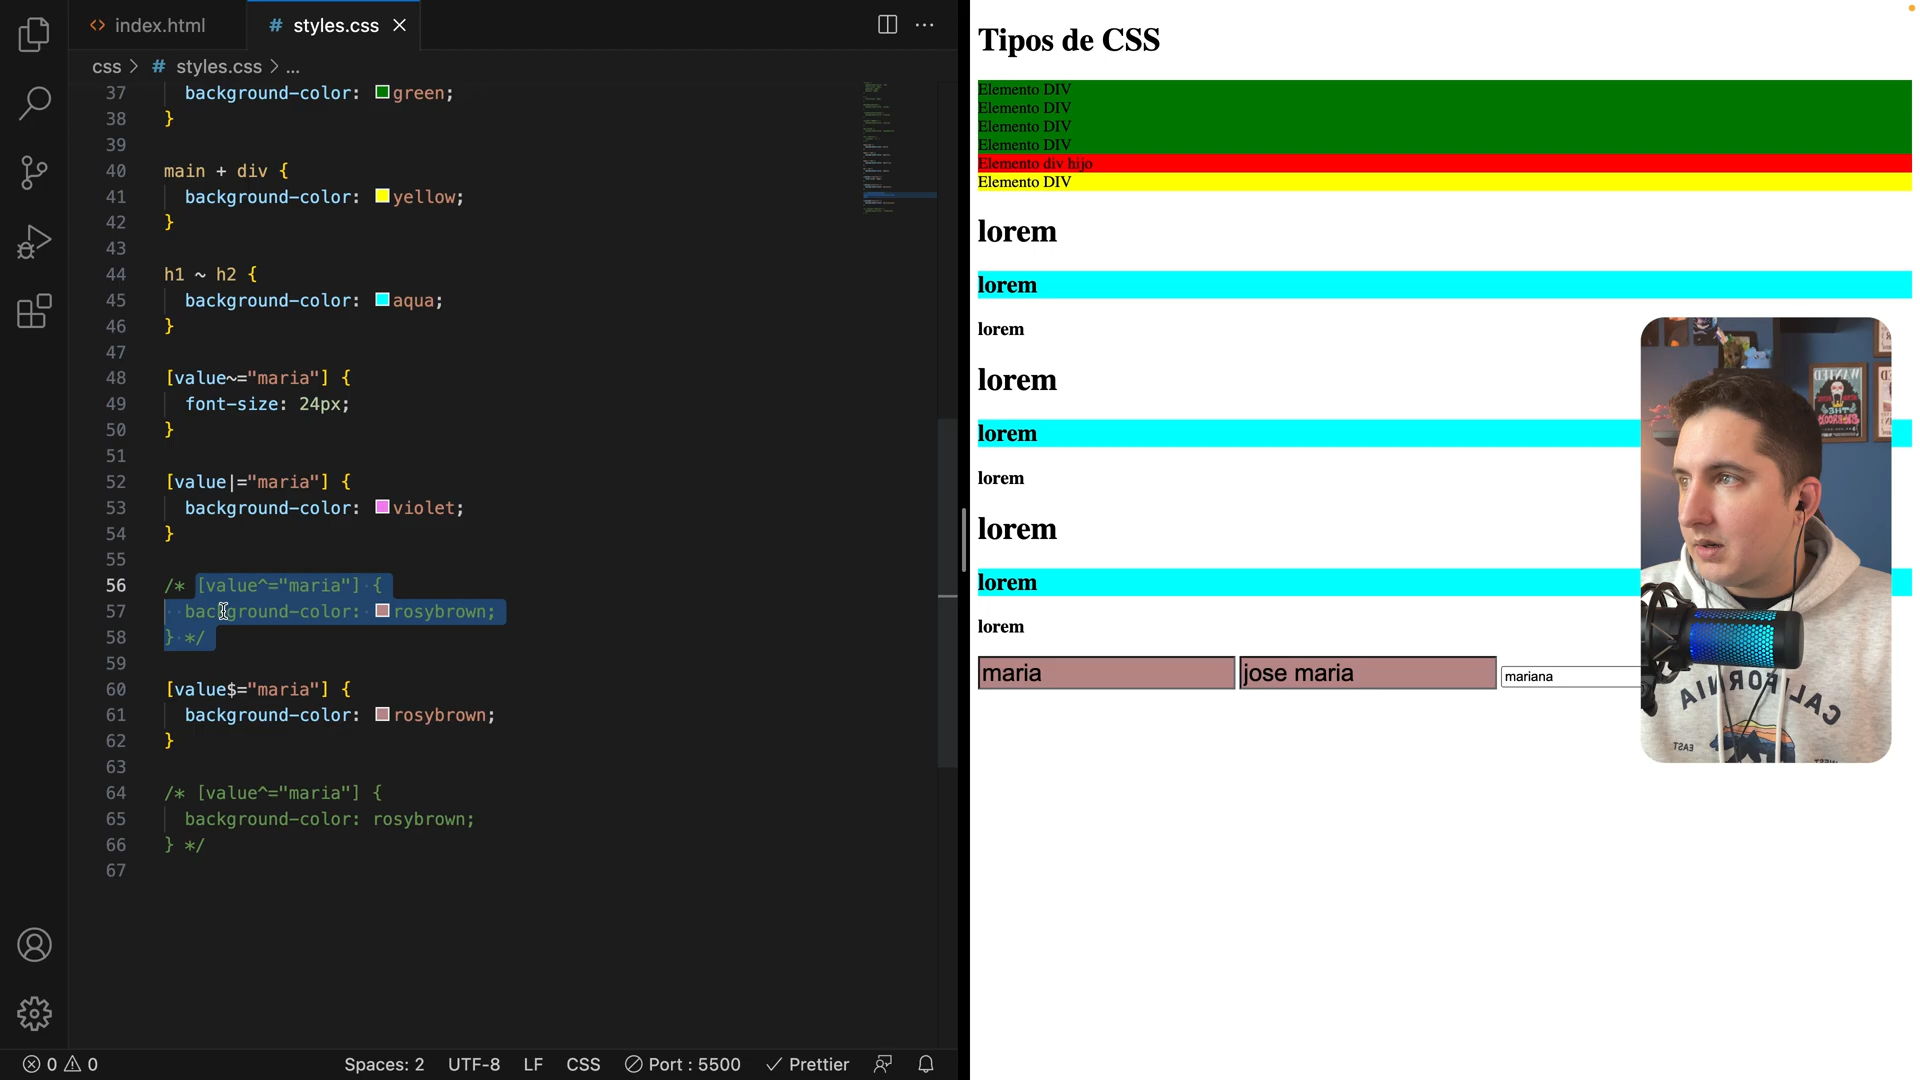 index.html
# styles.css
css > # styles.css > ...
37 background-color: green;
38 }
39
40 main + div {
41 background-color: yellow;
42 }
43
44 h1 ~ h2 {
45 background-color: aqua;
46 }
47
48 [value~="maria"] {
49 font-size: 24px;
50 }
51
52 [value|="maria"] {
53 background-color: violet;
54 }
55
56 /* [value^="maria"] {
57 background-color: rosybrown;
58 } */
59
60 [value$="maria"] {
61 background-color: rosybrown;
62 }
63
64 /* [value^="maria"] {
65 background-color: rosybrown;
66 } */
67
0 0 Spaces: 2 UTF-8 LF CSS Port : 5500 Prettier
Tipos de CSS
Elemento DIV
Elemento DIV
Elemento DIV
Elemento DIV
Elemento div hijo
Elemento DIV
lorem
lorem
lorem
lorem
lorem
lorem
lorem
lorem
lorem
maria jose maria mariana
WANTED
CALIFORNIA
EAST